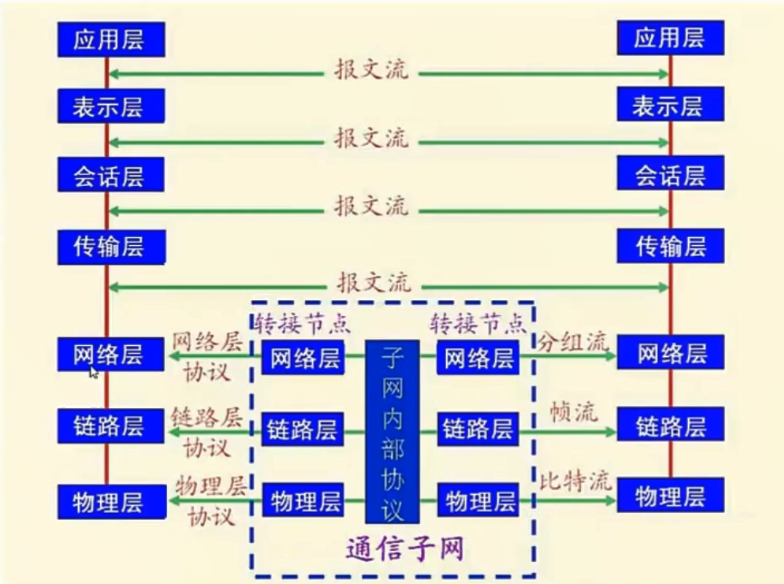 应用层
应用层
报文流
表示层
表示层
报文流
会话层
会话层
报文流
传输层
传输层
报文流
转接节点
转接节点
网络层
网络层
协议
网络层
子网内部协议
网络层
分组流
网络层
链路层
链路层
协议
链路层
链路层
帧流
链路层
物理层
物理层
协议
物理层
物理层
比特流
物理层
通信子网